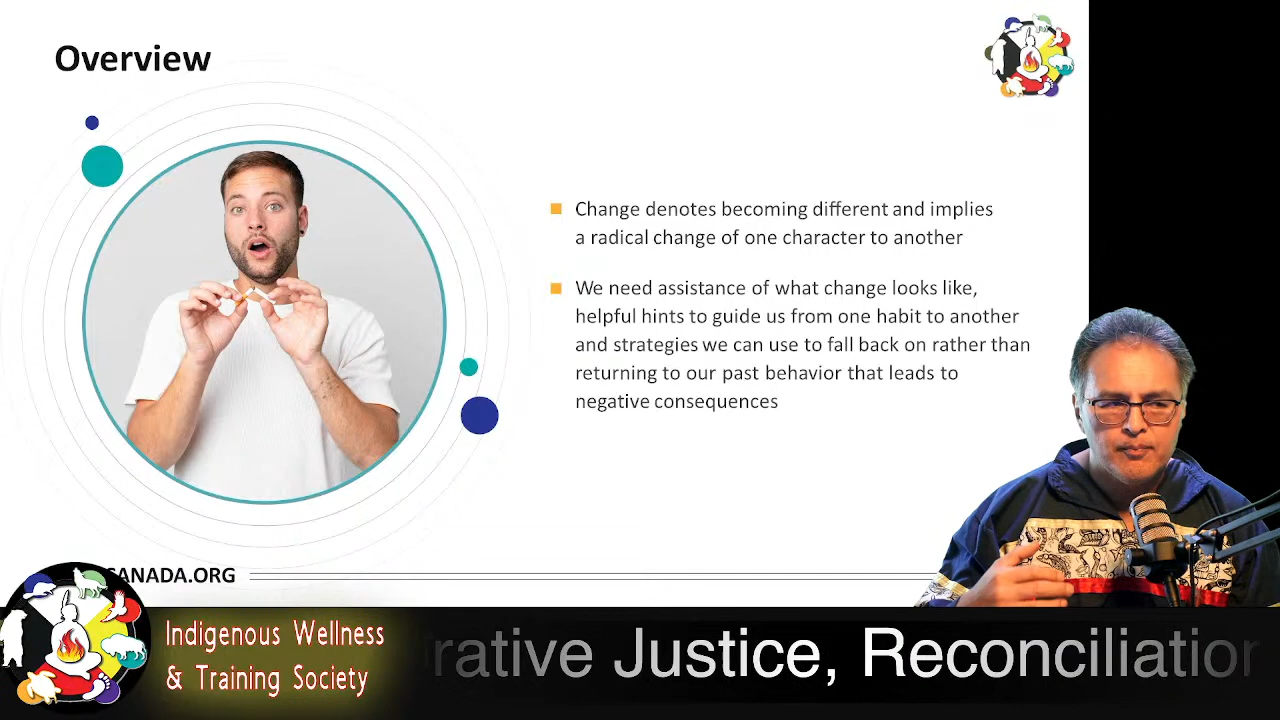 Overview
Change denotes becoming different and implies
a radical change of one character to another
We need assistance of what change looks like,
helpful hints to guide us from one habit to another
and strategies we can use to fall back on rather than
returning to our past behavior that leads to
negative consequences
CANADA.ORG
Indigenous Wellness
& Training Society
rative Justice, Reconciliation